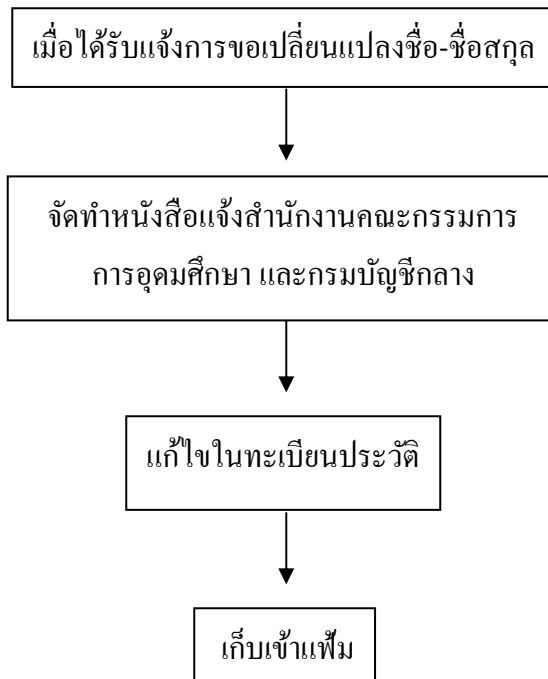 เมื่อได้รับแจ้งการขอเปลี่ยนแปลงชื่อ-ชื่อสกุล
จัดทำหนังสือแจ้งสำนักงานคณะกรรมการ
การอุดมศึกษา และกรมบัญชีกลาง
แก้ไขในทะเบียนประวัติ
เก็บเข้าแฟ้ม